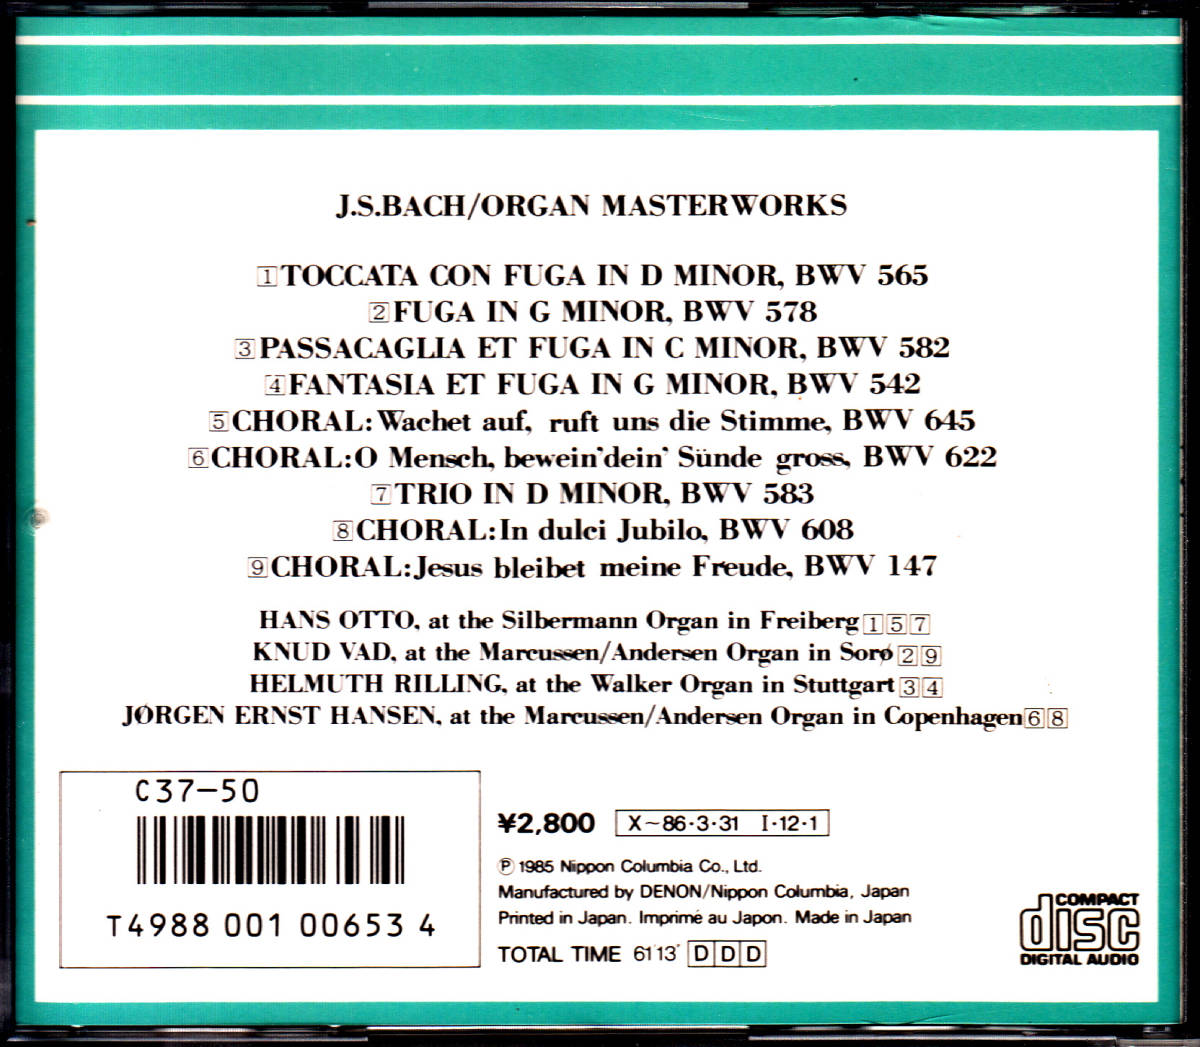 J.S.BACH/ORGAN MASTERWORKS
1 TOCCATA CON FUGA IN D MINOR, BWV 565
2 FUGA IN G MINOR, BWV 578
3 PASSACAGLIA ET FUGA IN C MINOR, BWV 582
4 FANTASIA ET FUGA IN G MINOR, BWV 542
5 CHORAL: Wachet auf, ruft uns die Stimme, BWV 645
6 CHORAL: O Mensch, bewein'dein' Sünde gross, BWV 622
7 TRIO IN D MINOR, BWV 583
8 CHORAL: In dulci Jubilo, BWV 608
9 CHORAL: Jesus bleibet meine Freude, BWV 147
HANS OTTO, at the Silbermann Organ in Freiberg 1 5 7
KNUD VAD, at the Marcussen/Andersen Organ in Sorø 2 9
HELMUTH RILLING, at the Walker Organ in Stuttgart 3 4
JØRGEN ERNST HANSEN, at the Marcussen/Andersen Organ in Copenhagen 6 8
C37-50
T4988 001 00653 4
¥2,800 X~86·3·31 I·12·1
Ⓟ 1985 Nippon Columbia Co., Ltd.
Manufactured by DENON/Nippon Columbia, Japan
Printed in Japan. Imprimé au Japon. Made in Japan
TOTAL TIME 61'13" D D D
COMPACT
disc
DIGITAL AUDIO